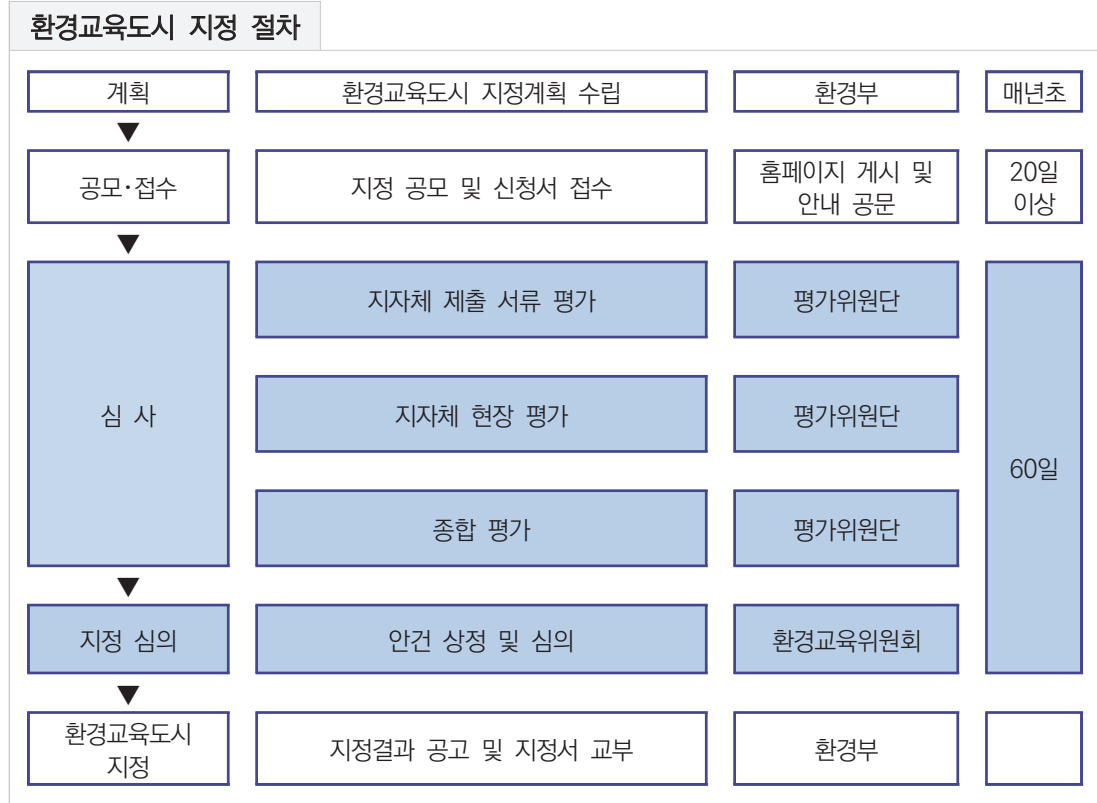 환경교육도시 지정 절차
계획
환경교육도시 지정계획 수립
환경부
매년초
▼
공모·접수
지정 공모 및 신청서 접수
홈페이지 게시 및
안내 공문
20일
이상
▼
심 사
지자체 제출 서류 평가
평가위원단
지자체 현장 평가
평가위원단
종합 평가
평가위원단
60일
▼
지정 심의
안건 상정 및 심의
환경교육위원회
▼
환경교육도시
지정
지정결과 공고 및 지정서 교부
환경부